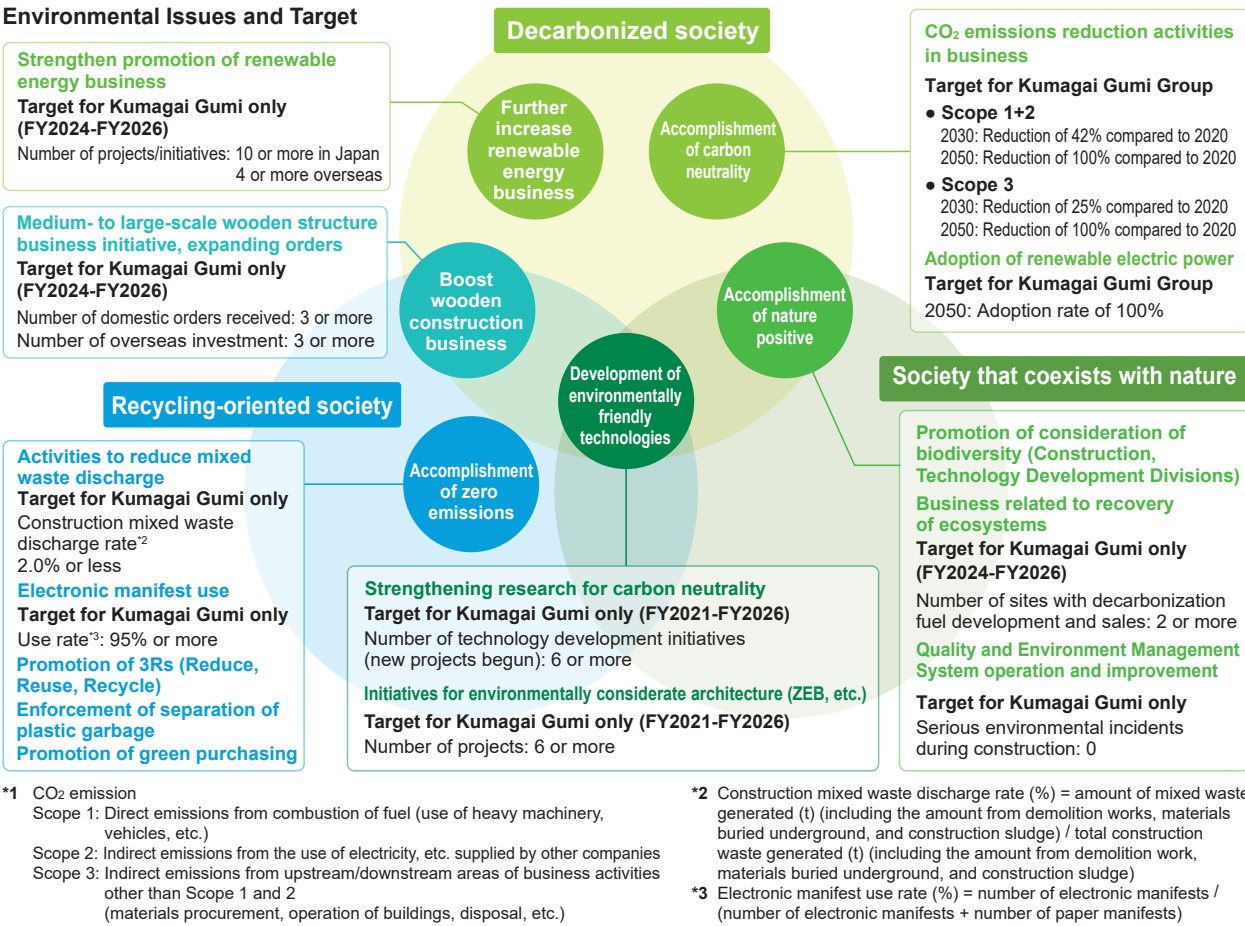 Environmental Issues and Target
Decarbonized society
Strengthen promotion of renewable
energy business
Target for Kumagai Gumi only
(FY2024-FY2026)
Number of projects/initiatives: 10 or more in Japan
4 or more overseas
Further
increase
renewable
energy
business
Accomplishment
of carbon
neutrality
CO₂ emissions reduction activities
in business
Target for Kumagai Gumi Group
● Scope 1+2
2030: Reduction of 42% compared to 2020
2050: Reduction of 100% compared to 2020
● Scope 3
2030: Reduction of 25% compared to 2020
2050: Reduction of 100% compared to 2020
Adoption of renewable electric power
Target for Kumagai Gumi Group
2050: Adoption rate of 100%
Medium- to large-scale wooden structure
business initiative, expanding orders
Target for Kumagai Gumi only
(FY2024-FY2026)
Number of domestic orders received: 3 or more
Number of overseas investment: 3 or more
Boost
wooden
construction
business
Accomplishment
of nature
positive
Development of
environmentally
friendly
technologies
Recycling-oriented society
Society that coexists with nature
Activities to reduce mixed
waste discharge
Target for Kumagai Gumi only
Construction mixed waste
discharge rate*2
2.0% or less
Electronic manifest use
Target for Kumagai Gumi only
Use rate*3: 95% or more
Promotion of 3Rs (Reduce,
Reuse, Recycle)
Enforcement of separation of
plastic garbage
Promotion of green purchasing
Accomplishment
of zero
emissions
Strengthening research for carbon neutrality
Target for Kumagai Gumi only (FY2021-FY2026)
Number of technology development initiatives
(new projects begun): 6 or more
Initiatives for environmentally considerate architecture (ZEB, etc.)
Target for Kumagai Gumi only (FY2021-FY2026)
Number of projects: 6 or more
Promotion of consideration of
biodiversity (Construction,
Technology Development Divisions)
Business related to recovery
of ecosystems
Target for Kumagai Gumi only
(FY2024-FY2026)
Number of sites with decarbonization
fuel development and sales: 2 or more
Quality and Environment Management
System operation and improvement
Target for Kumagai Gumi only
Serious environmental incidents
during construction: 0
*1 CO2 emission
Scope 1: Direct emissions from combustion of fuel (use of heavy machinery,
vehicles, etc.)
Scope 2: Indirect emissions from the use of electricity, etc. supplied by other companies
Scope 3: Indirect emissions from upstream/downstream areas of business activities
other than Scope 1 and 2
(materials procurement, operation of buildings, disposal, etc.)
*2 Construction mixed waste discharge rate (%) = amount of mixed waste
generated (t) (including the amount from demolition works, materials
buried underground, and construction sludge) / total construction
waste generated (t) (including the amount from demolition work,
materials buried underground, and construction sludge)
*3 Electronic manifest use rate (%) = number of electronic manifests /
(number of electronic manifests + number of paper manifests)